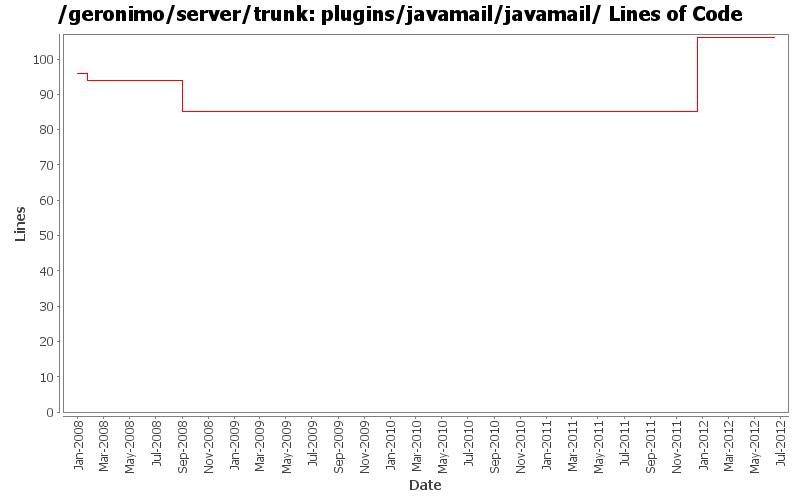 /geronimo/server/trunk: plugins/javamail/javamail/ Lines of Code
Lines
100
90
80
70
60
50
40
30
20
10
0
Jan-2008
Mar-2008
May-2008
Jul-2008
Sep-2008
Nov-2008
Jan-2009
Mar-2009
May-2009
Jul-2009
Sep-2009
Nov-2009
Jan-2010
Mar-2010
May-2010
Jul-2010
Sep-2010
Nov-2010
Jan-2011
Mar-2011
May-2011
Jul-2011
Sep-2011
Nov-2011
Jan-2012
Mar-2012
May-2012
Jul-2012
Date